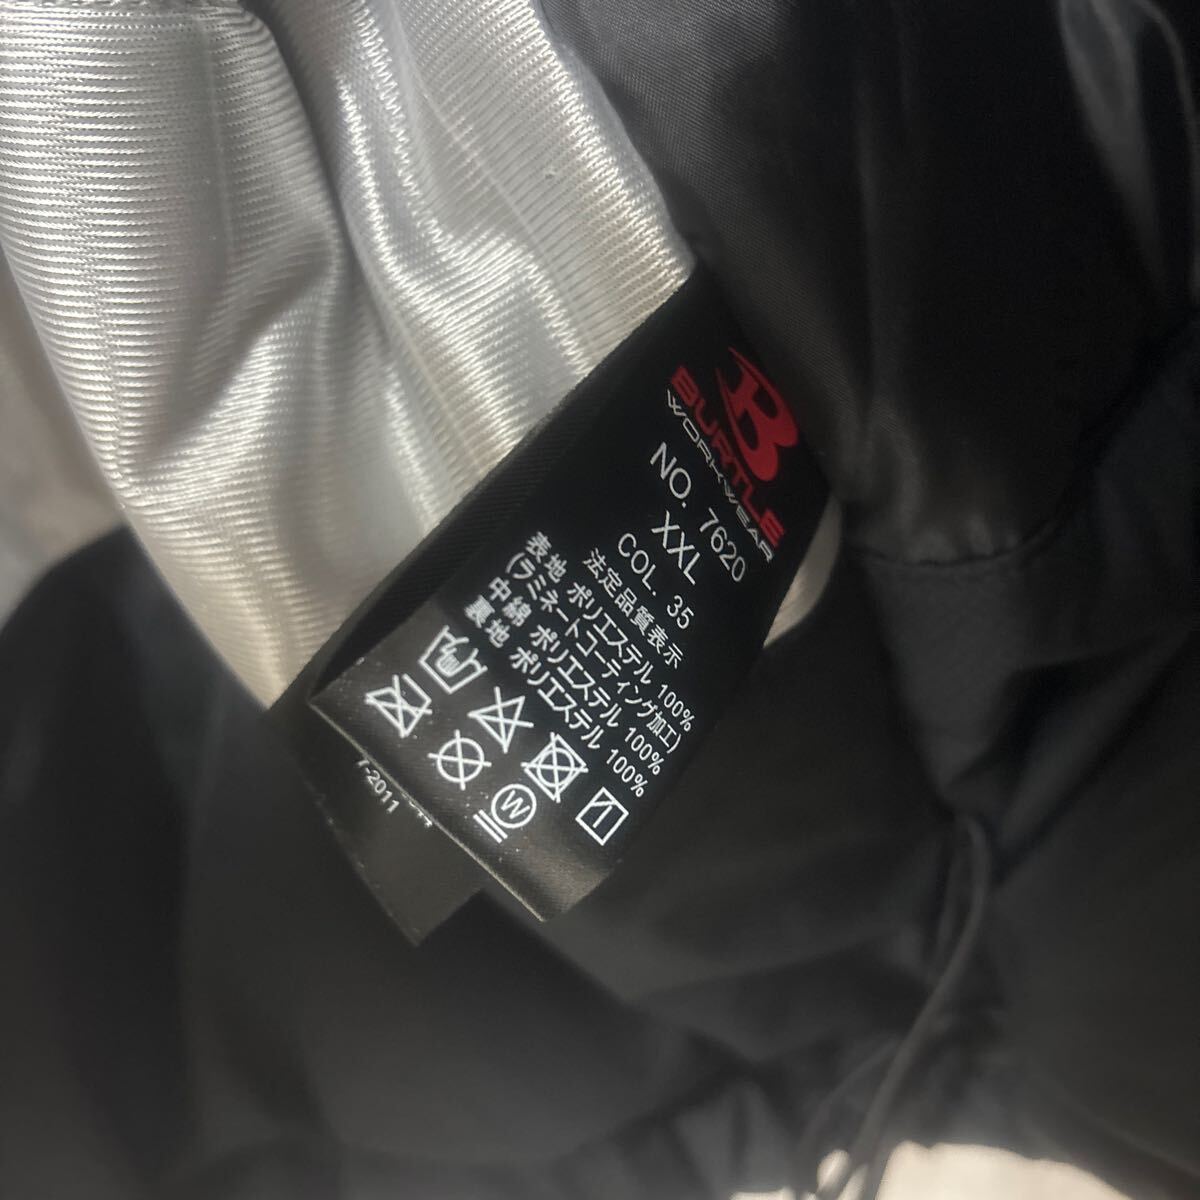 BURTLE
WORKWEAR
NO. 7620
XXL
COL. 35
法定品質表示
表地 ポリエステル 100%
(ラミネートコーティング加工)
中綿 ポリエステル 100%
裏地 ポリエステル 100%
W
7-2011